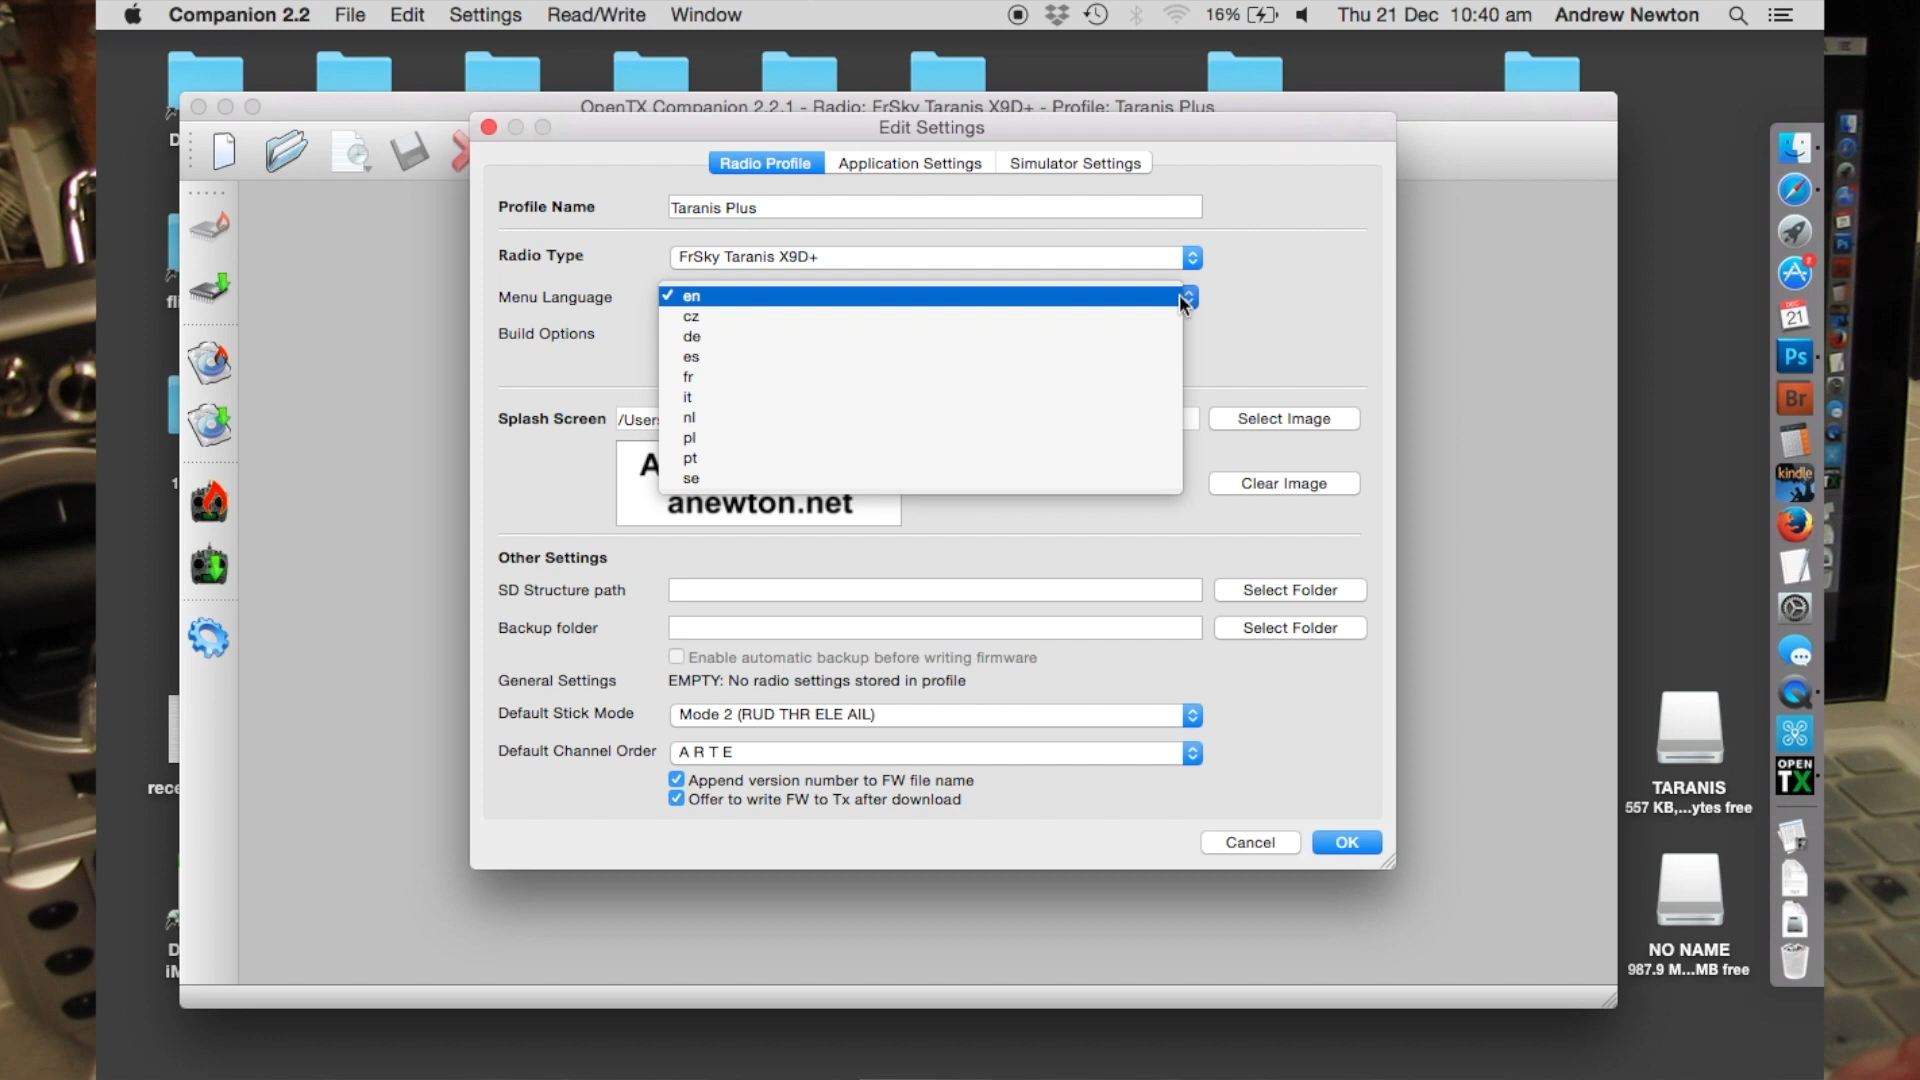 Companion 2.2 File Edit Settings Read/Write Window 16% Thu 21 Dec 10:40 am Andrew Newton
OpenTX Companion 2.2.1 - Radio: FrSky Taranis X9D+ - Profile: Taranis Plus
Edit Settings
Radio Profile Application Settings Simulator Settings
Profile Name Taranis Plus
Radio Type FrSky Taranis X9D+
Menu Language en
cz
de
es
fr
it
nl
pl
pt
se
Build Options
Splash Screen /User Select Image
Clear Image
anewton.net
Other Settings
SD Structure path Select Folder
Backup folder Select Folder
Enable automatic backup before writing firmware
General Settings EMPTY: No radio settings stored in profile
Default Stick Mode Mode 2 (RUD THR ELE AIL)
Default Channel Order A R T E
Append version number to FW file name
Offer to write FW to Tx after download
Cancel OK
TARANIS
557 KB,...ytes free
NO NAME
987.9 M...MB free
DEC
21
Ps
Br
kindle
OPEN
TX